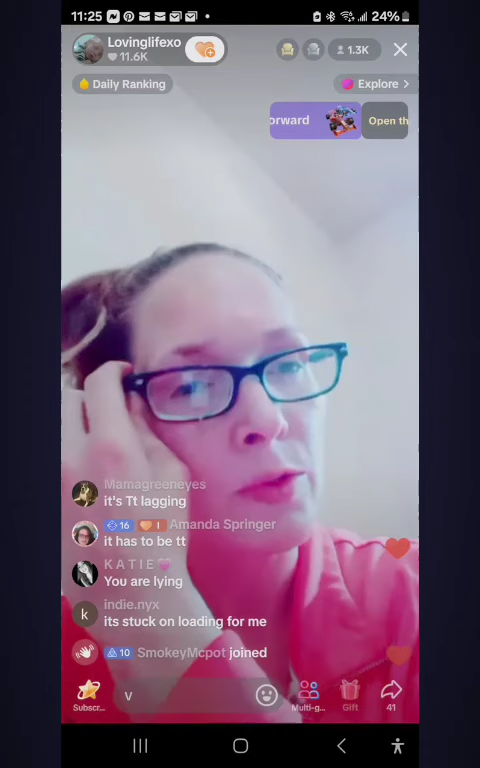 11:25
24%
Lovinglifexo
11.6K
1.3K
Daily Ranking
Explore >
orward
Open th
Mamagreeneyes
it's Tt lagging
16 I Amanda Springer
it has to be tt
K A T I E
You are lying
k
indie.nyx
its stuck on loading for me
10 SmokeyMcpot joined
v
Subscr...
Multi-g...
Gift
41